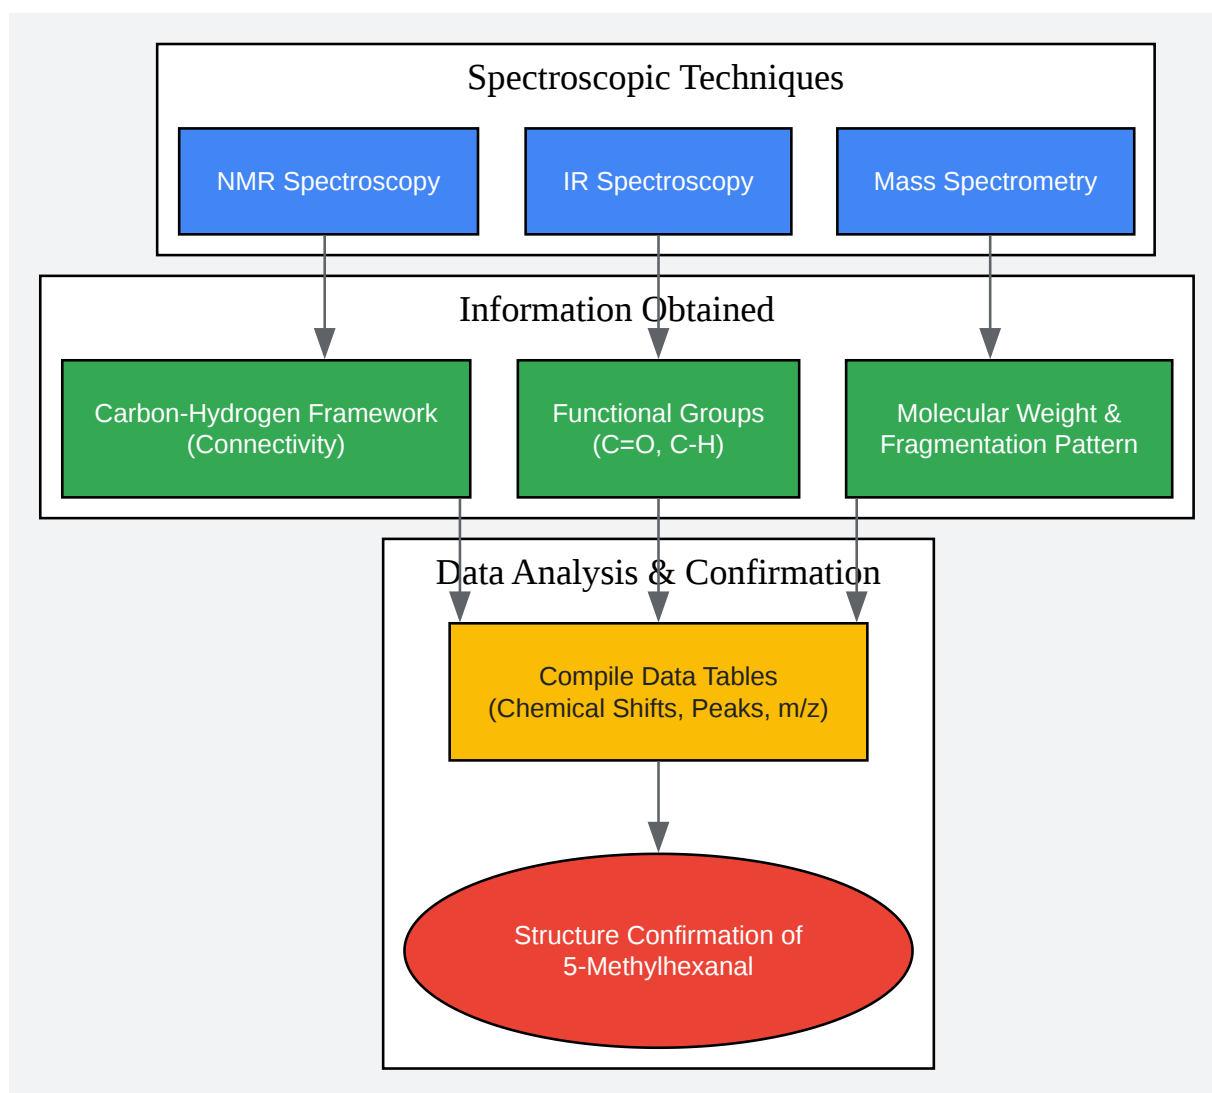 Spectroscopic Techniques
NMR Spectroscopy
IR Spectroscopy
Mass Spectrometry
Information Obtained
Carbon-Hydrogen Framework
(Connectivity)
Functional Groups
(C=O, C-H)
Molecular Weight &
Fragmentation Pattern
Data Analysis & Confirmation
Compile Data Tables
(Chemical Shifts, Peaks, m/z)
Structure Confirmation of
5-Methylhexanal